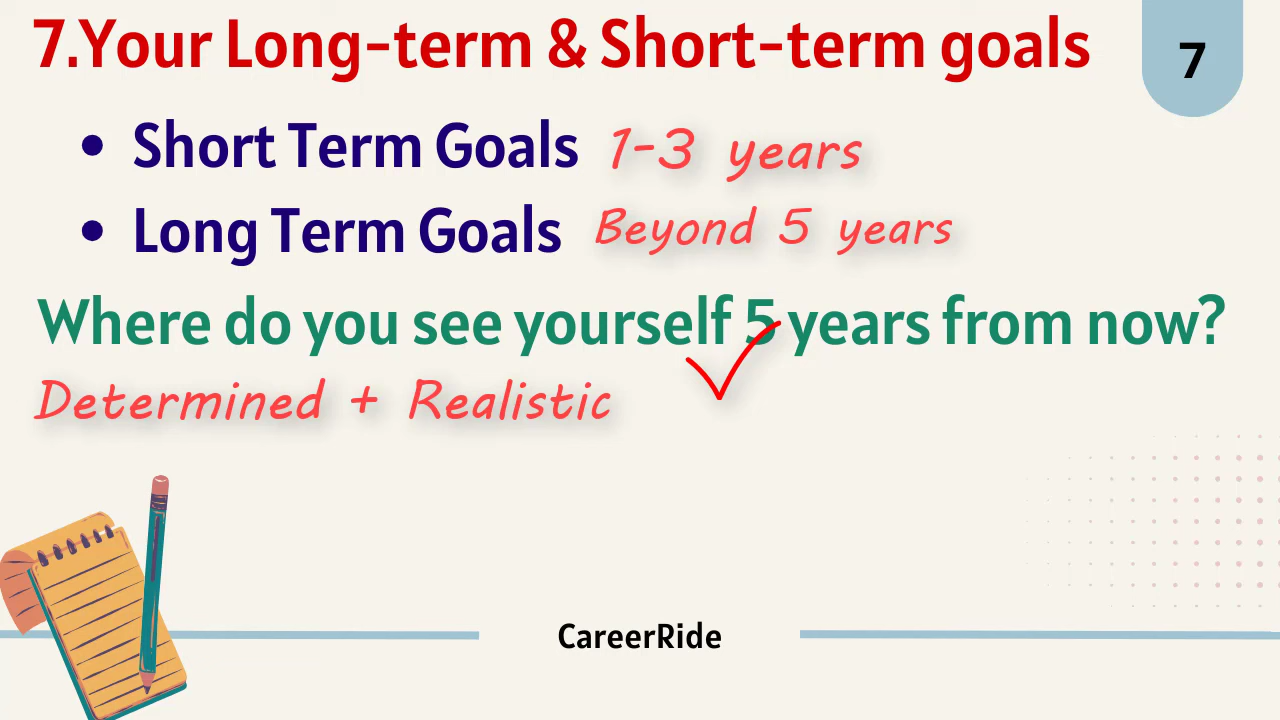 7.Your Long-term & Short-term goals
7
• Short Term Goals 1-3 years
• Long Term Goals Beyond 5 years
Where do you see yourself 5 years from now?
Determined + Realistic
CareerRide